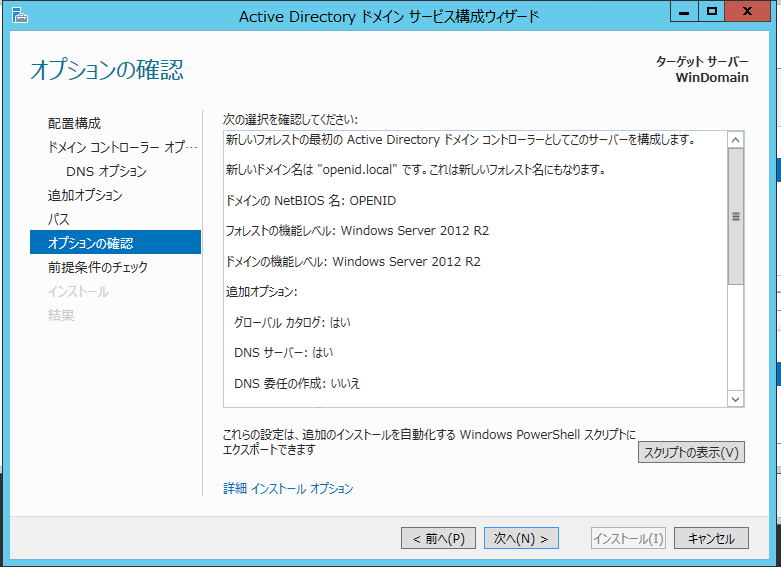 Active Directory ドメイン サービス構成ウィザード
オプションの確認
ターゲット サーバー
WinDomain
配置構成
ドメイン コントローラー オプ...
DNS オプション
追加オプション
パス
オプションの確認
前提条件のチェック
インストール
結果
次の選択を確認してください:
新しいフォレストの最初の Active Directory ドメイン コントローラーとしてこのサーバーを構成します。
新しいドメイン名は "openid.local" です。これは新しいフォレスト名にもなります。
ドメインの NetBIOS 名: OPENID
フォレストの機能レベル: Windows Server 2012 R2
ドメインの機能レベル: Windows Server 2012 R2
追加オプション:
グローバル カタログ: はい
DNS サーバー: はい
DNS 委任の作成: いいえ
これらの設定は、追加のインストールを自動化する Windows PowerShell スクリプトに
エクスポートできます
スクリプトの表示(V)
詳細 インストール オプション
< 前へ(P)
次へ(N) >
インストール(I)
キャンセル